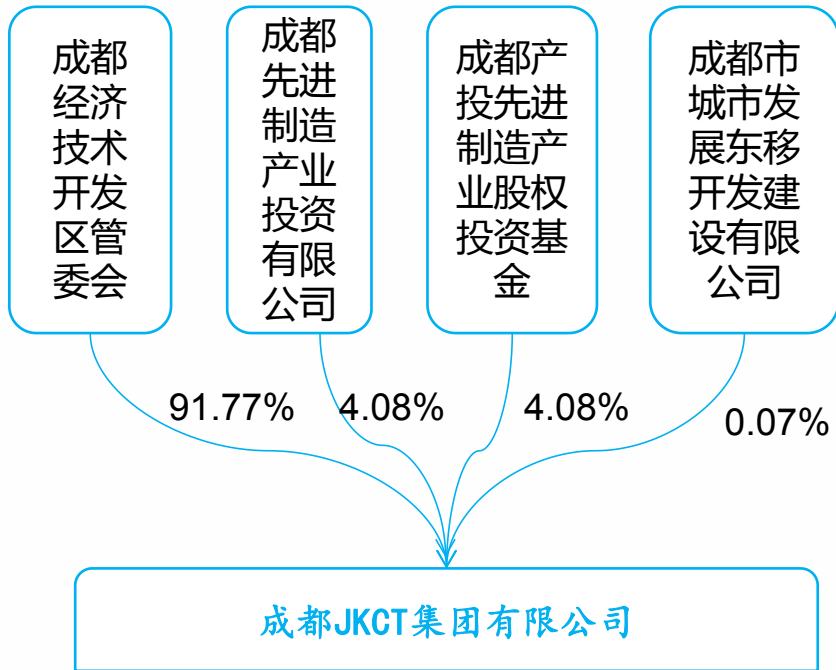 成都
经济
技术
开发
区管
委会
成都
先进
制造
产业
投资
有限
公司
成都产
投先进
制造产
业股权
投资基
金
成都市
城市发
展东移
开发建
设有限
公司
91.77%
4.08%
4.08%
0.07%
成都JKCT集团有限公司